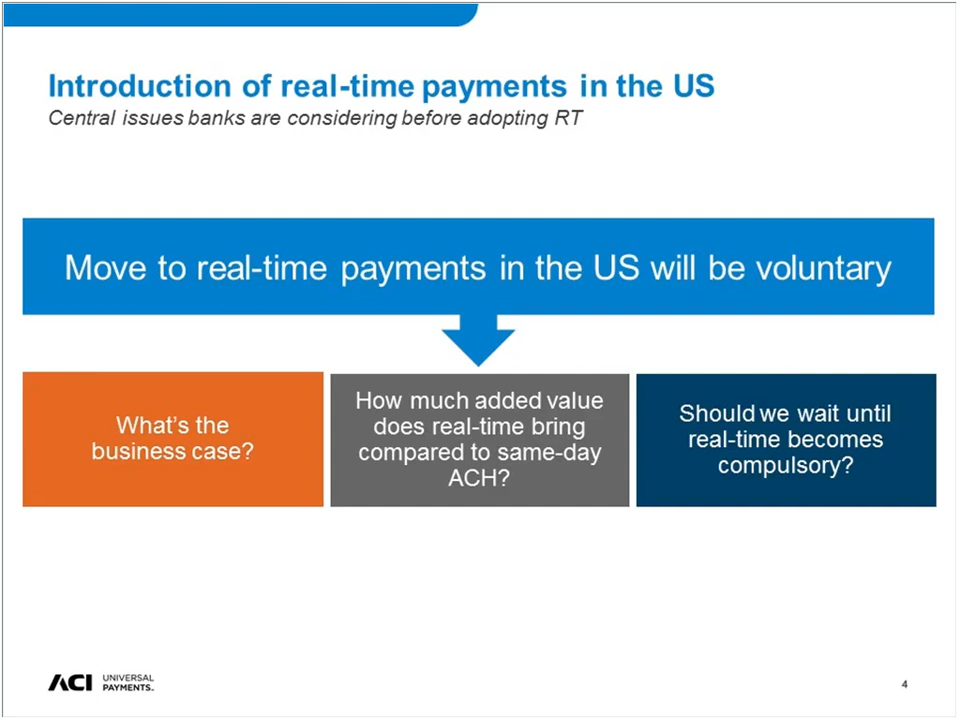 Introduction of real-time payments in the US
Central issues banks are considering before adopting RT
Move to real-time payments in the US will be voluntary
What's the
business case?
How much added value
does real-time bring
compared to same-day
ACH?
Should we wait until
real-time becomes
compulsory?
ACI UNIVERSAL
PAYMENTS.
4